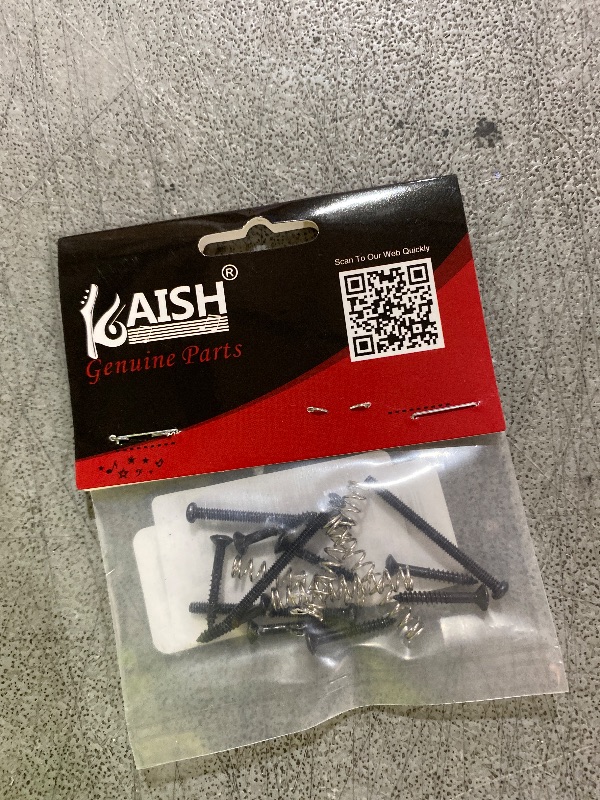 KAISH®
Genuine Parts
Scan To Our Web Quickly